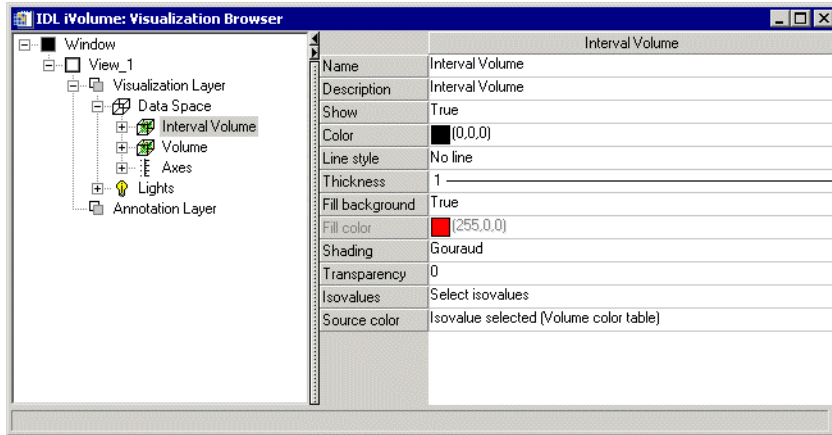 IDL iVolume: Visualization Browser
Window
View_1
Visualization Layer
Data Space
Interval Volume
Volume
Axes
Lights
Annotation Layer
Interval Volume
Name Interval Volume
Description Interval Volume
Show True
Color (0,0,0)
Line style No line
Thickness 1
Fill background True
Fill color (255,0,0)
Shading Gouraud
Transparency 0
Isovalues Select isovalues
Source color Isovalue selected (Volume color table)